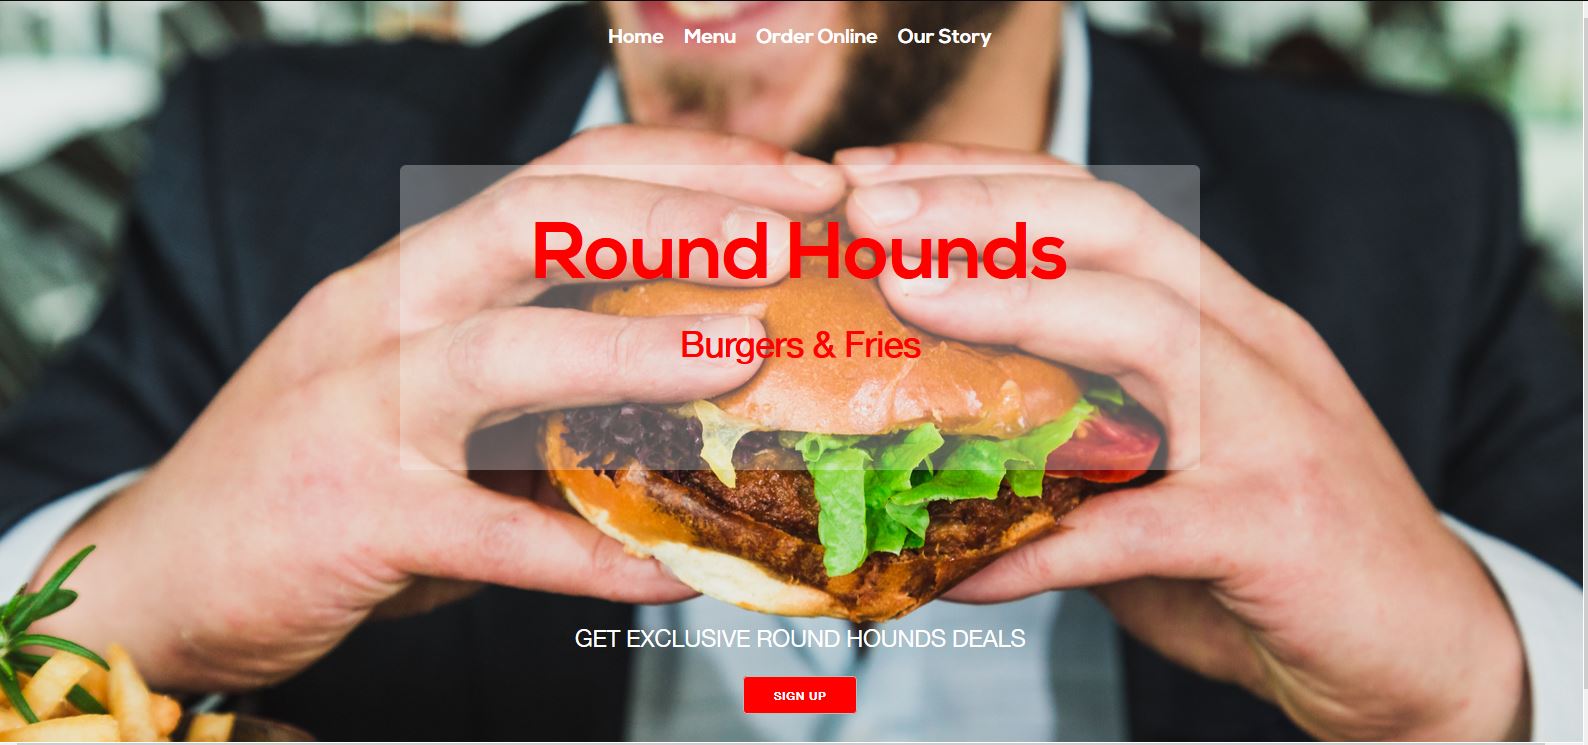 Home Menu Order Online Our Story
Round Hounds
Burgers & Fries
GET EXCLUSIVE ROUND HOUNDS DEALS
SIGN UP